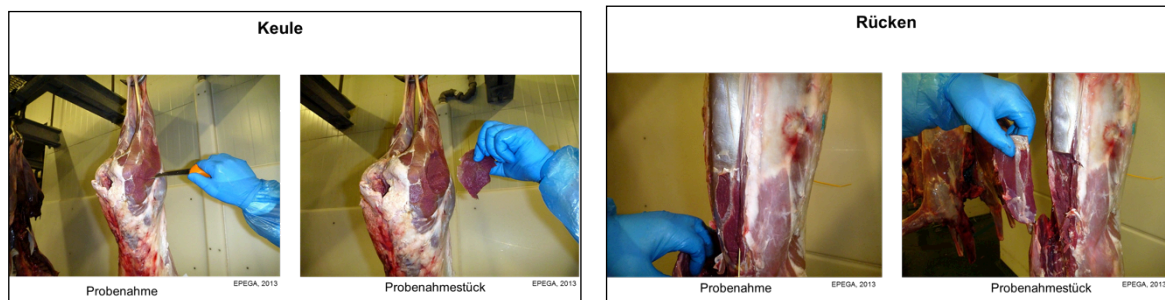 Keule
Probenahme
EPEGA, 2013
Probenahmestück
EPEGA, 2013
Rücken
Probenahme
EPEGA, 2013
Probenahmestück
EPEGA, 2013